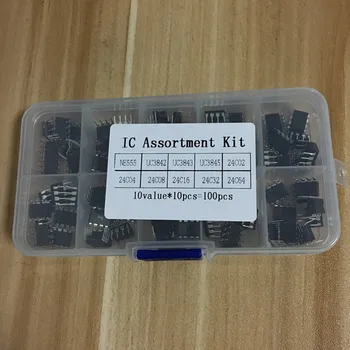 IC Assortment Kit
NE555 UC3842 UC3843 UC3845 24C02
24C04 24C08 24C16 24C32 24C64
10value*10pcs=100pcs